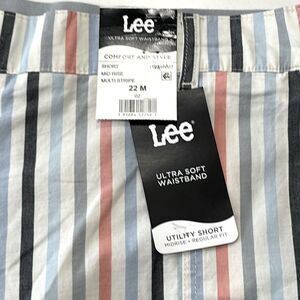 Lee
ULTRA SOFT WAISTBAND
COMFORT AND STYLE
SHORT
MID RISE
MULTI STRIPE
22 M
Lee
ULTRA SOFT
WAISTBAND
UTILITY SHORT
MIDRISE • REGULAR FIT